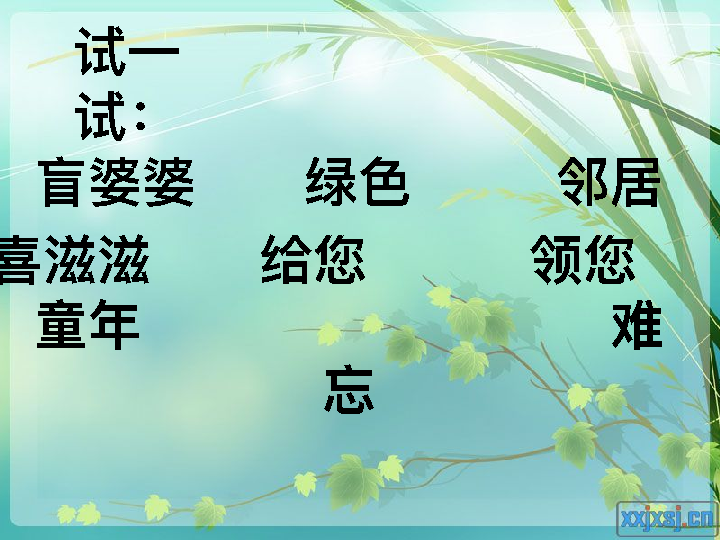 试一
试：
盲婆婆 绿色 邻居
喜滋滋 给您 领您
童年 难
忘
xxjxsj.cn